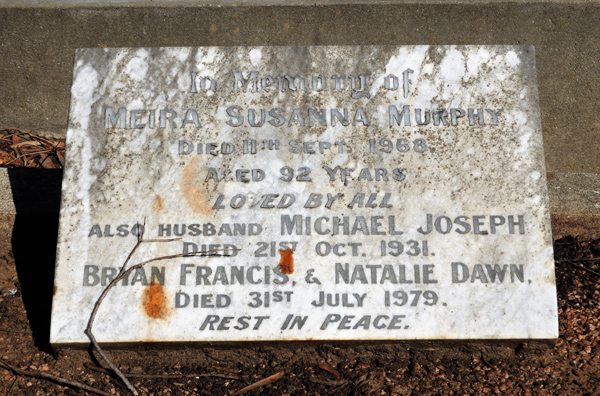 In Memory of
MEIRA SUSANNA MURPHY
DIED 11TH SEPT. 1968
AGED 92 YEARS
LOVED BY ALL
ALSO HUSBAND MICHAEL JOSEPH
DIED 21ST OCT. 1931.
BRIAN FRANCIS, & NATALIE DAWN,
DIED 31ST JULY 1979.
REST IN PEACE.